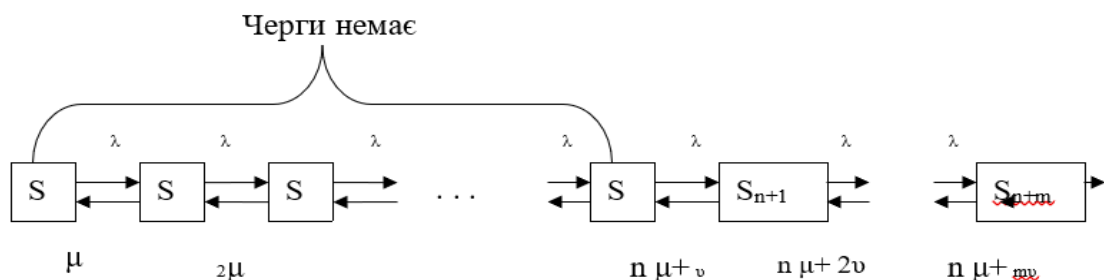 Черги немає
λ λ λ λ λ λ
S S S . . . S Sn+1 Sn+m
μ 2μ n μ+ υ n μ+ 2υ n μ+ mυ